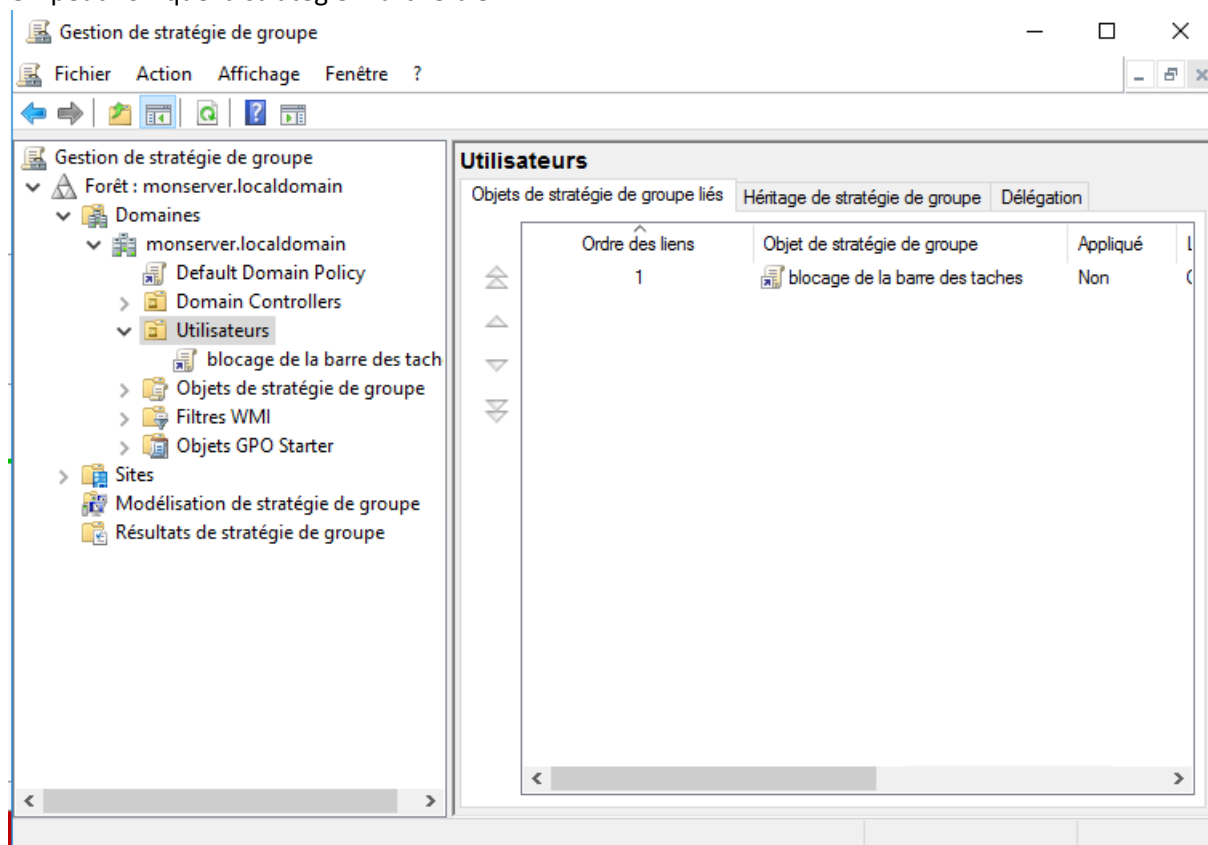 Gestion de stratégie de groupe
Fichier Action Affichage Fenêtre ?
Gestion de stratégie de groupe
Forêt : monserver.localdomain
Domaines
monserver.localdomain
Default Domain Policy
Domain Controllers
Utilisateurs
blocage de la barre des tach
Objets de stratégie de groupe
Filtres WMI
Objets GPO Starter
Sites
Modélisation de stratégie de groupe
Résultats de stratégie de groupe
Utilisateurs
Objets de stratégie de groupe liés Héritage de stratégie de groupe Délégation
Ordre des liens Objet de stratégie de groupe Appliqué L
1 blocage de la barre des taches Non